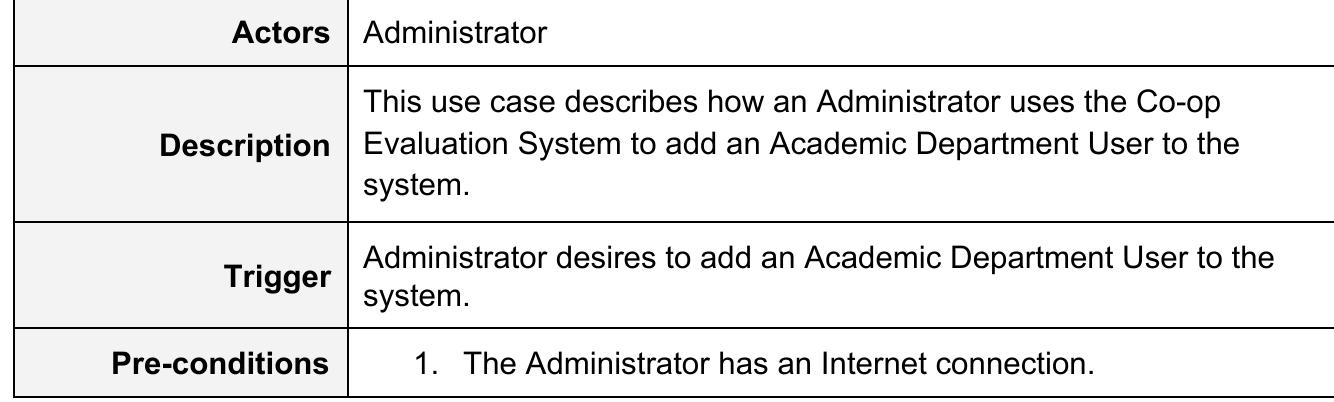 Actors Administrator
This use case describes how an Administrator uses the Co-op
Description Evaluation System to add an Academic Department User to the
system.
Administrator desires to add an Academic Department User to the
Trigger
system.
Pre-conditions 1. The Administrator has an Internet connection.